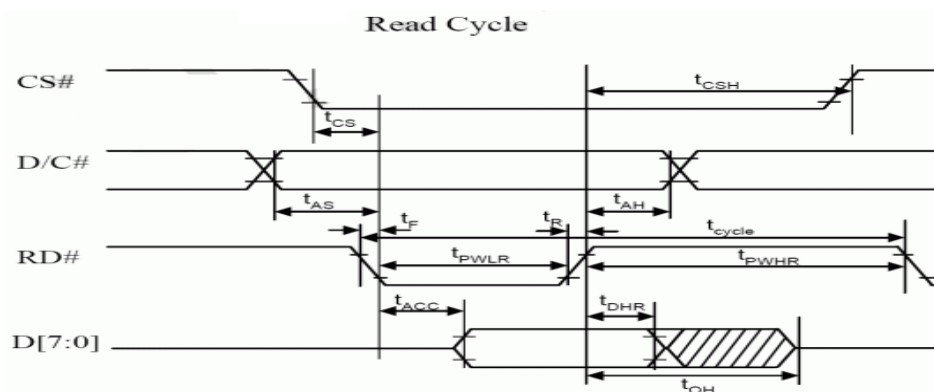 Read Cycle
CS#
tCSH
tCS
D/C#
tAS
tAH
tF
tR
tcycle
RD#
tPWLR
tPWHR
tACC
tDHR
D[7:0]
tOH